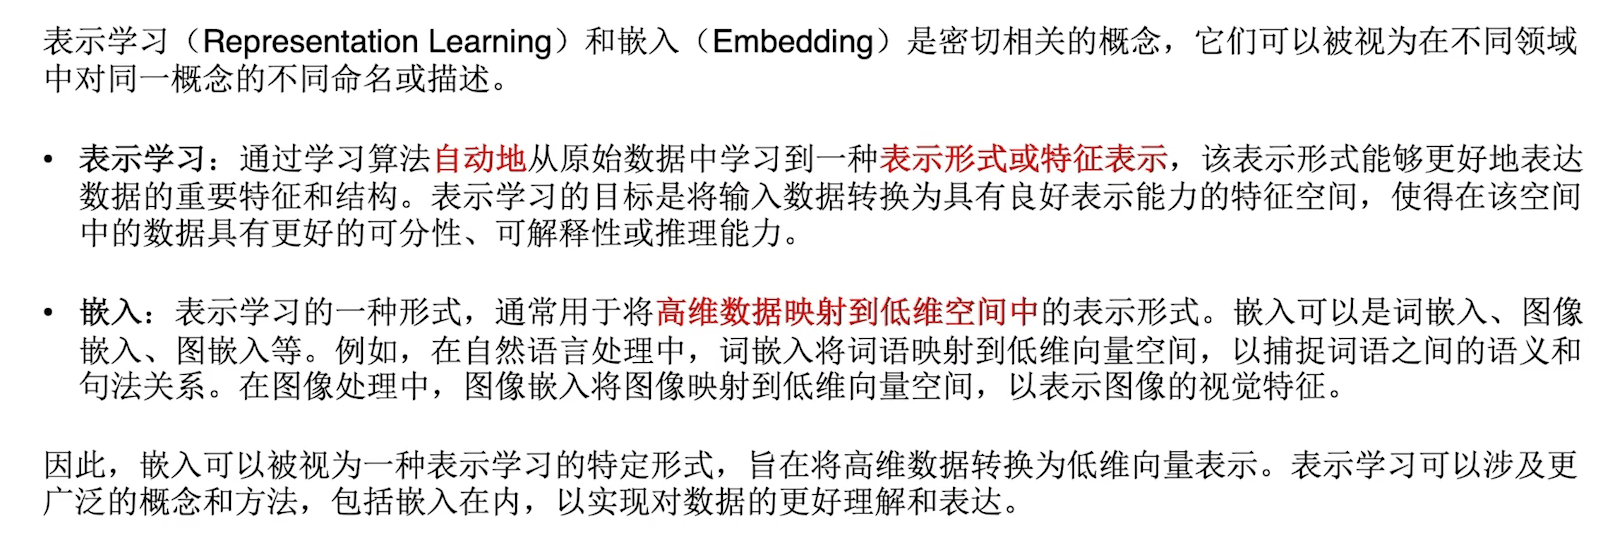 表示学习（Representation Learning）和嵌入（Embedding）是密切相关的概念，它们可以被视为在不同领域
中对同一概念的不同命名或描述。
• 表示学习：通过学习算法自动地从原始数据中学习到一种表示形式或特征表示，该表示形式能够更好地表达
数据的重要特征和结构。表示学习的目标是将输入数据转换为具有良好表示能力的特征空间，使得在该空间
中的数据具有更好的可分性、可解释性或推理能力。
• 嵌入：表示学习的一种形式，通常用于将高维数据映射到低维空间中的表示形式。嵌入可以是词嵌入、图像
嵌入、图嵌入等。例如，在自然语言处理中，词嵌入将词语映射到低维向量空间，以捕捉词语之间的语义和
句法关系。在图像处理中，图像嵌入将图像映射到低维向量空间，以表示图像的视觉特征。
因此，嵌入可以被视为一种表示学习的特定形式，旨在将高维数据转换为低维向量表示。表示学习可以涉及更
广泛的概念和方法，包括嵌入在内，以实现对数据的更好理解和表达。